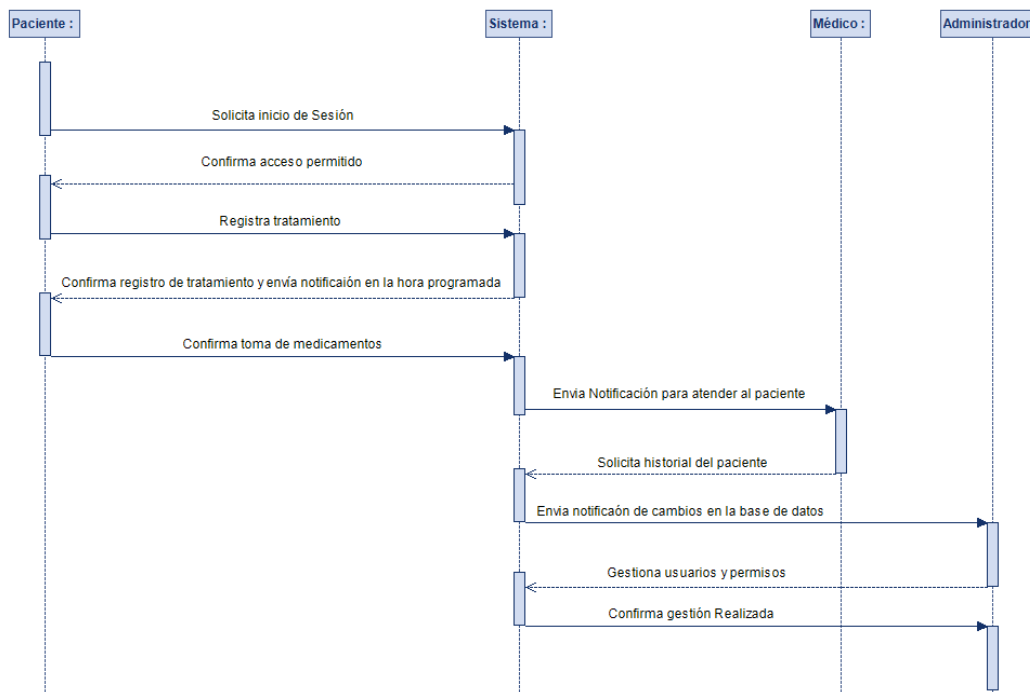 Paciente :
Sistema :
Médico :
Administrador
Solicita inicio de Sesión
Confirma acceso permitido
Registra tratamiento
Confirma registro de tratamiento y envía notificaión en la hora programada
Confirma toma de medicamentos
Envia Notificación para atender al paciente
Solicita historial del paciente
Envia notificaón de cambios en la base de datos
Gestiona usuarios y permisos
Confirma gestión Realizada